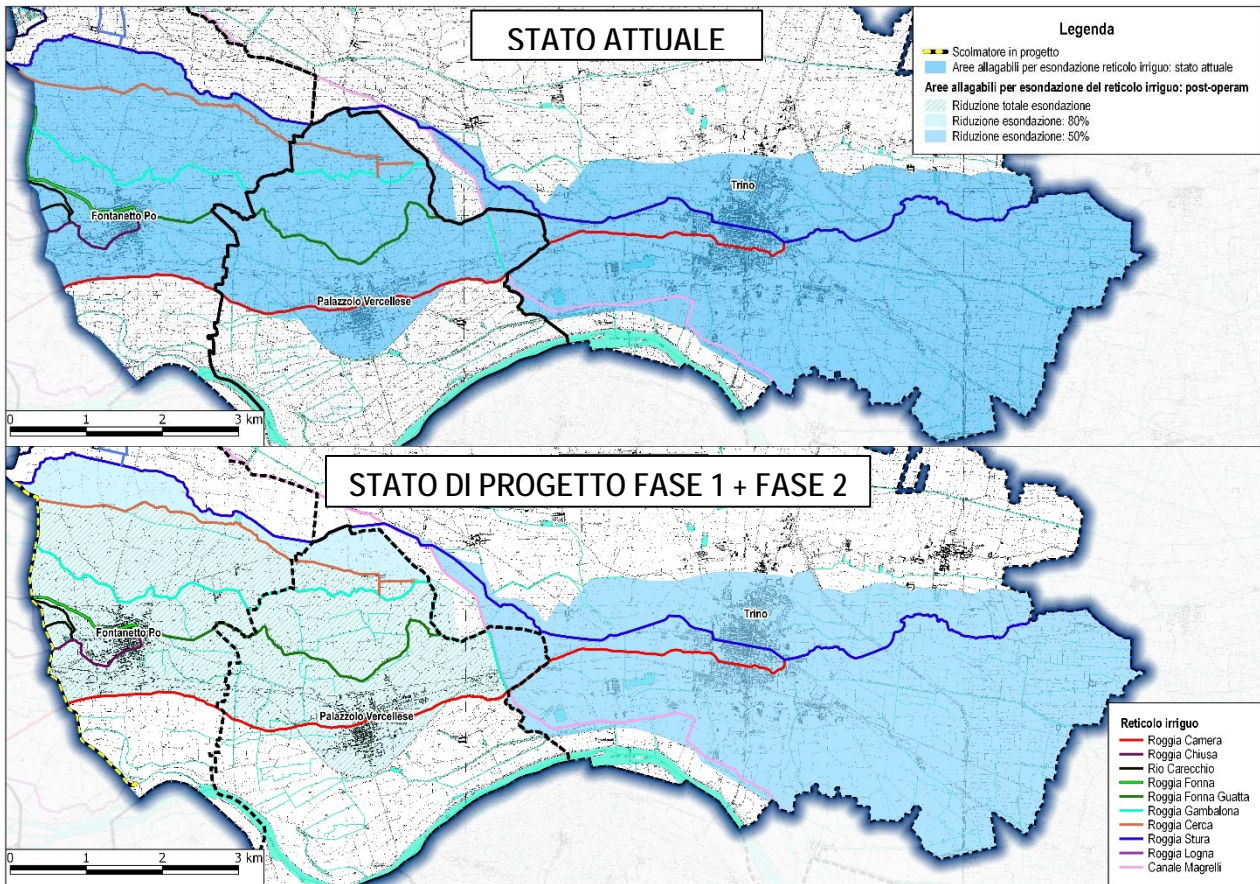 STATO ATTUALE
Legenda
Scolmatore in progetto
Aree allagabili per esondazione reticolo irriguo: stato attuale
Aree allagabili per esondazione del reticolo irriguo: post-operam
Riduzione totale esondazione
Riduzione esondazione: 80%
Riduzione esondazione: 50%
Trino
Fontanetto Po
Palazzolo Vercellese
0 1 2 3 km
STATO DI PROGETTO FASE 1 + FASE 2
Trino
Fontanetto Po
Palazzolo Vercellese
0 1 2 3 km
Reticolo irriguo
Roggia Camera
Roggia Chiusa
Rio Carecchio
Roggia Fonna
Roggia Fonna Guatta
Roggia Gambalona
Roggia Cerca
Roggia Stura
Roggia Logna
Canale Magrelli